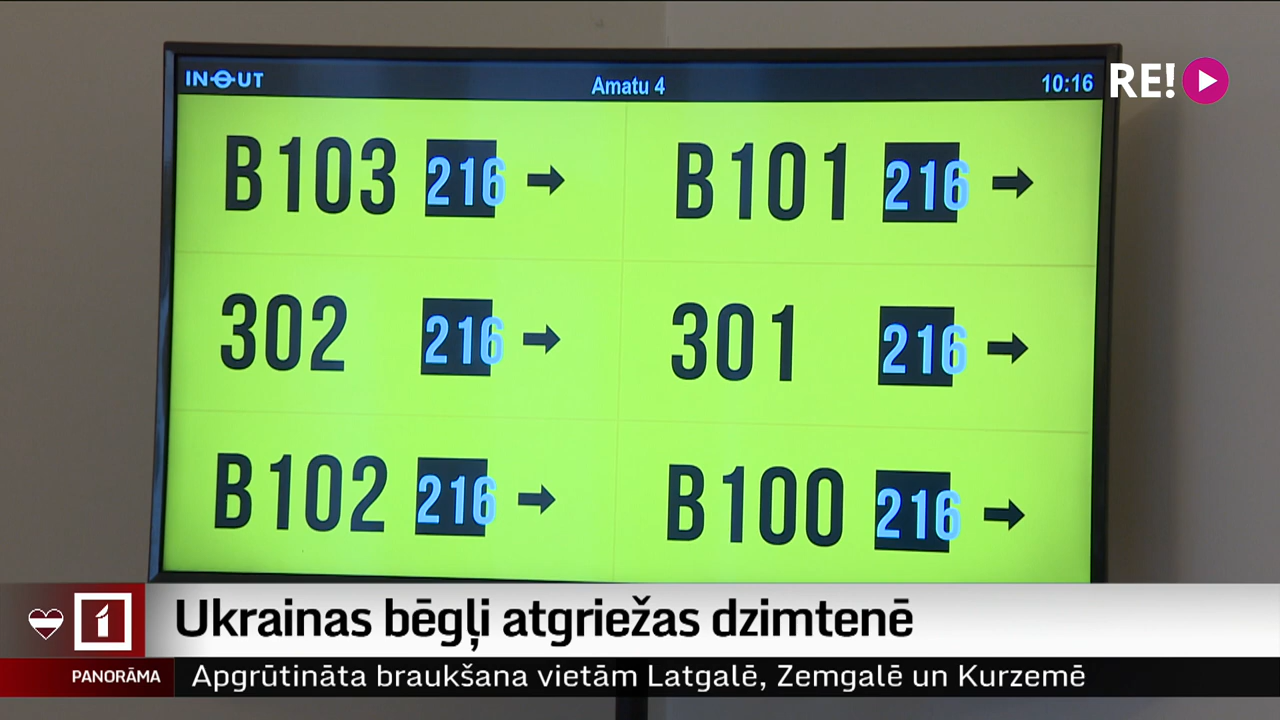 IN OUT Amatu 4 10:16 RE!
B103 216 → B101 216 →
302 216 → 301 216 →
B102 216 → B100 216 →
1 Ukrainas bēgļi atgriežas dzimtenē
PANORĀMA Apgrūtināta braukšana vietām Latgalē, Zemgalē un Kurzemē